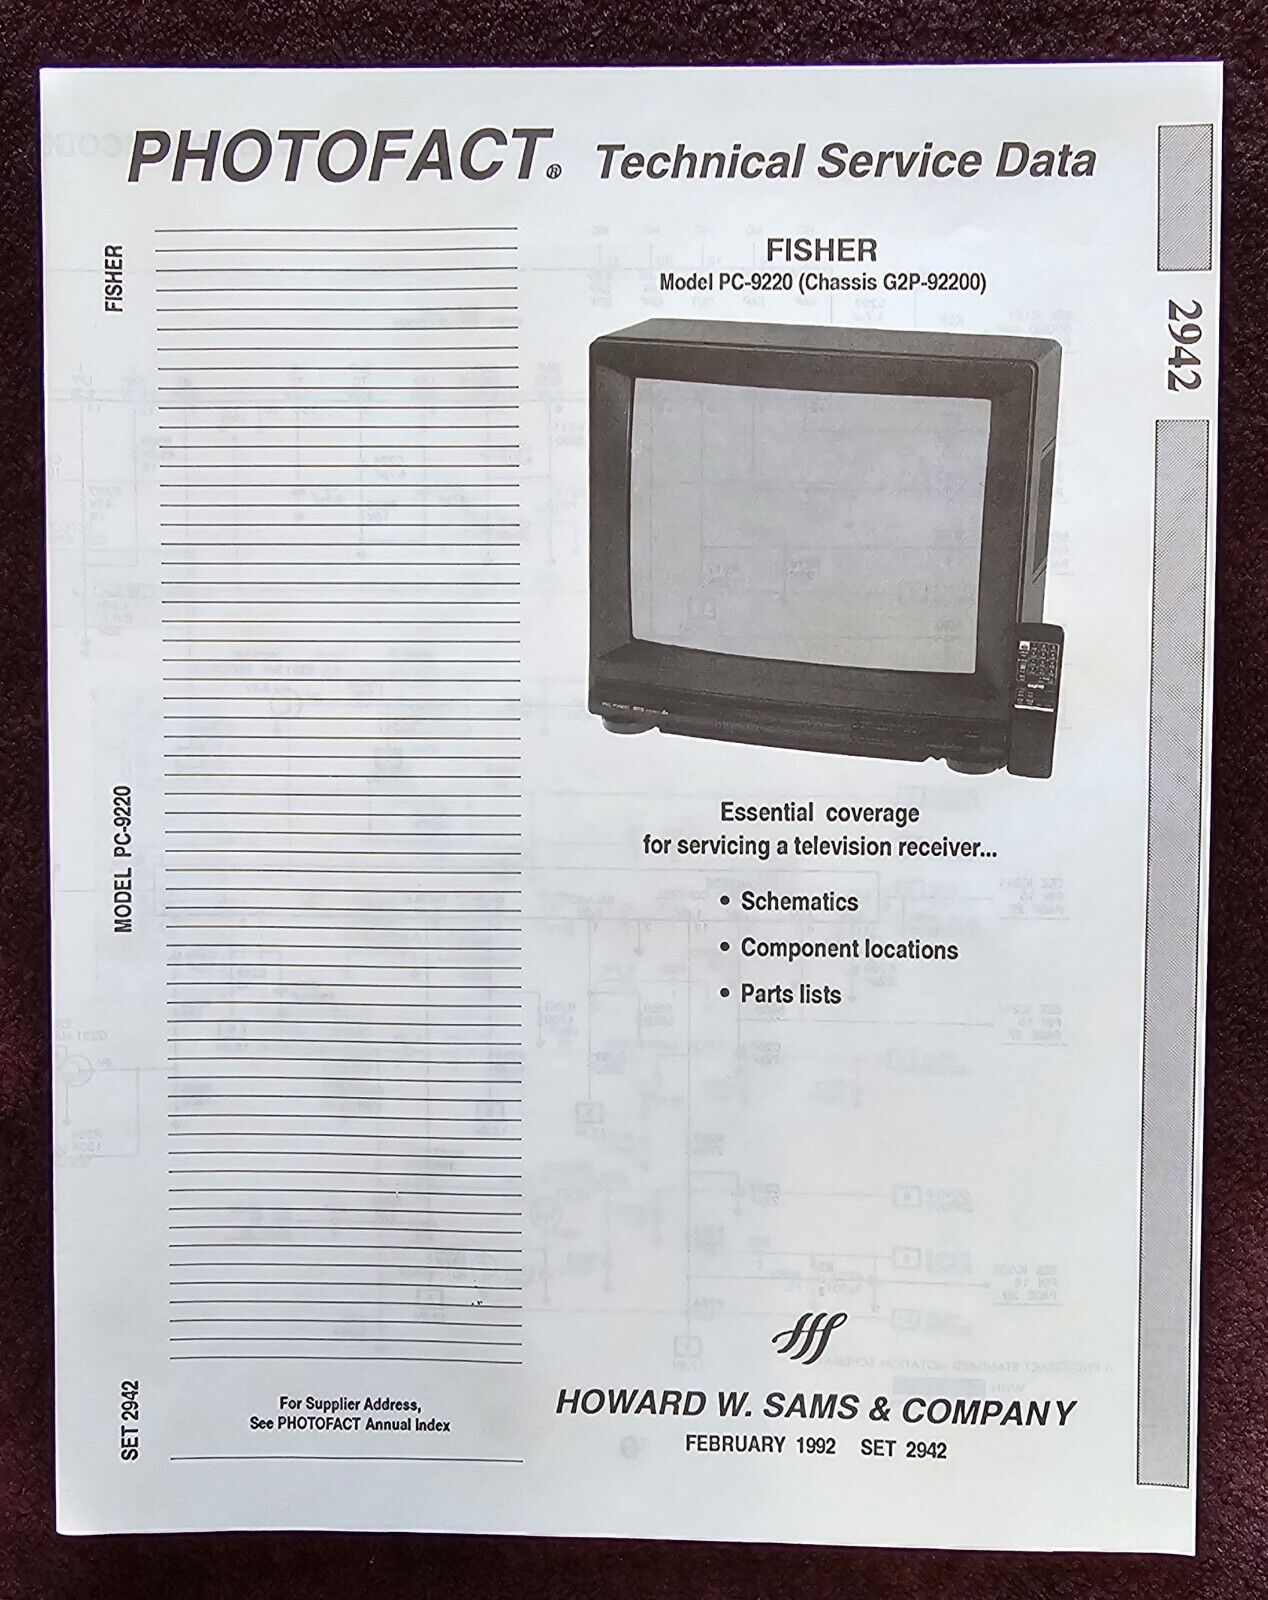 PHOTOFACT® Technical Service Data
FISHER
Model PC-9220 (Chassis G2P-92200)
FISHER
MODEL PC-9220
SET 2942
2942
Essential coverage
for servicing a television receiver...
• Schematics
• Component locations
• Parts lists
For Supplier Address,
See PHOTOFACT Annual Index
HOWARD W. SAMS & COMPANY
FEBRUARY 1992 SET 2942